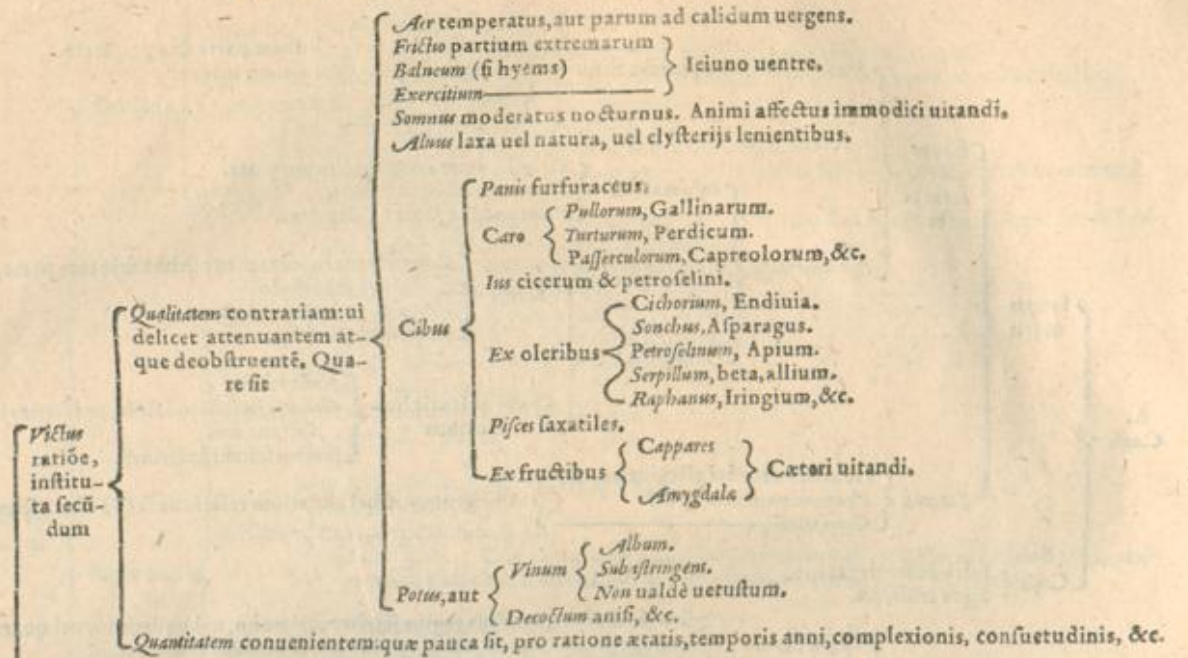 Aer temperatus, aut parum ad calidum uergens.
Frictio partium extremarum
Balneum (si hyems)
Exercitium
Ieiuno uentre.
Somnus moderatus nocturnus. Animi affectus immodici uitandi.
Aluus laxa uel natura, uel clysterijs lenientibus.
Panis furfuraceus.
Caro
Pullorum, Gallinarum.
Turturum, Perdicum.
Passerculorum, Capreolorum, &c.
Ius cicerum & petroselini.
Qualitatem contrariam: ui
delicet attenuantem at-
que deobstruentē. Qua-
re sit
Cibus
Ex oleribus
Cichorium, Endiuia.
Sonchus, Asparagus.
Petroselinum, Apium.
Serpillum, beta, allium.
Raphanus, Iringium, &c.
Pisces saxatiles.
Ex fructibus
Cappares
Amygdalæ
Cæteri uitandi.
Victus
ratiōe,
institu-
ta secū-
dum
Potus, aut
Vinum
Album.
Substringens.
Non ualdè uetustum.
Decoctum anisi, &c.
Quantitatem conuenientem: quæ pauca sit, pro ratione ætatis, temporis anni, complexionis, consuetudinis, &c.